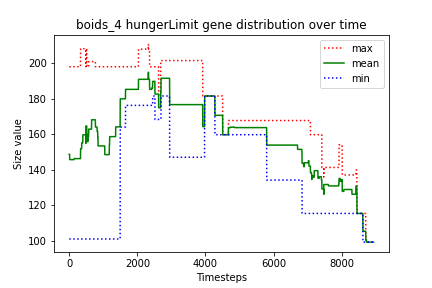 boids_4 hungerLimit gene distribution over time
max
mean
min
Size value
200
180
160
140
120
100
0
2000
4000
6000
8000
Timesteps